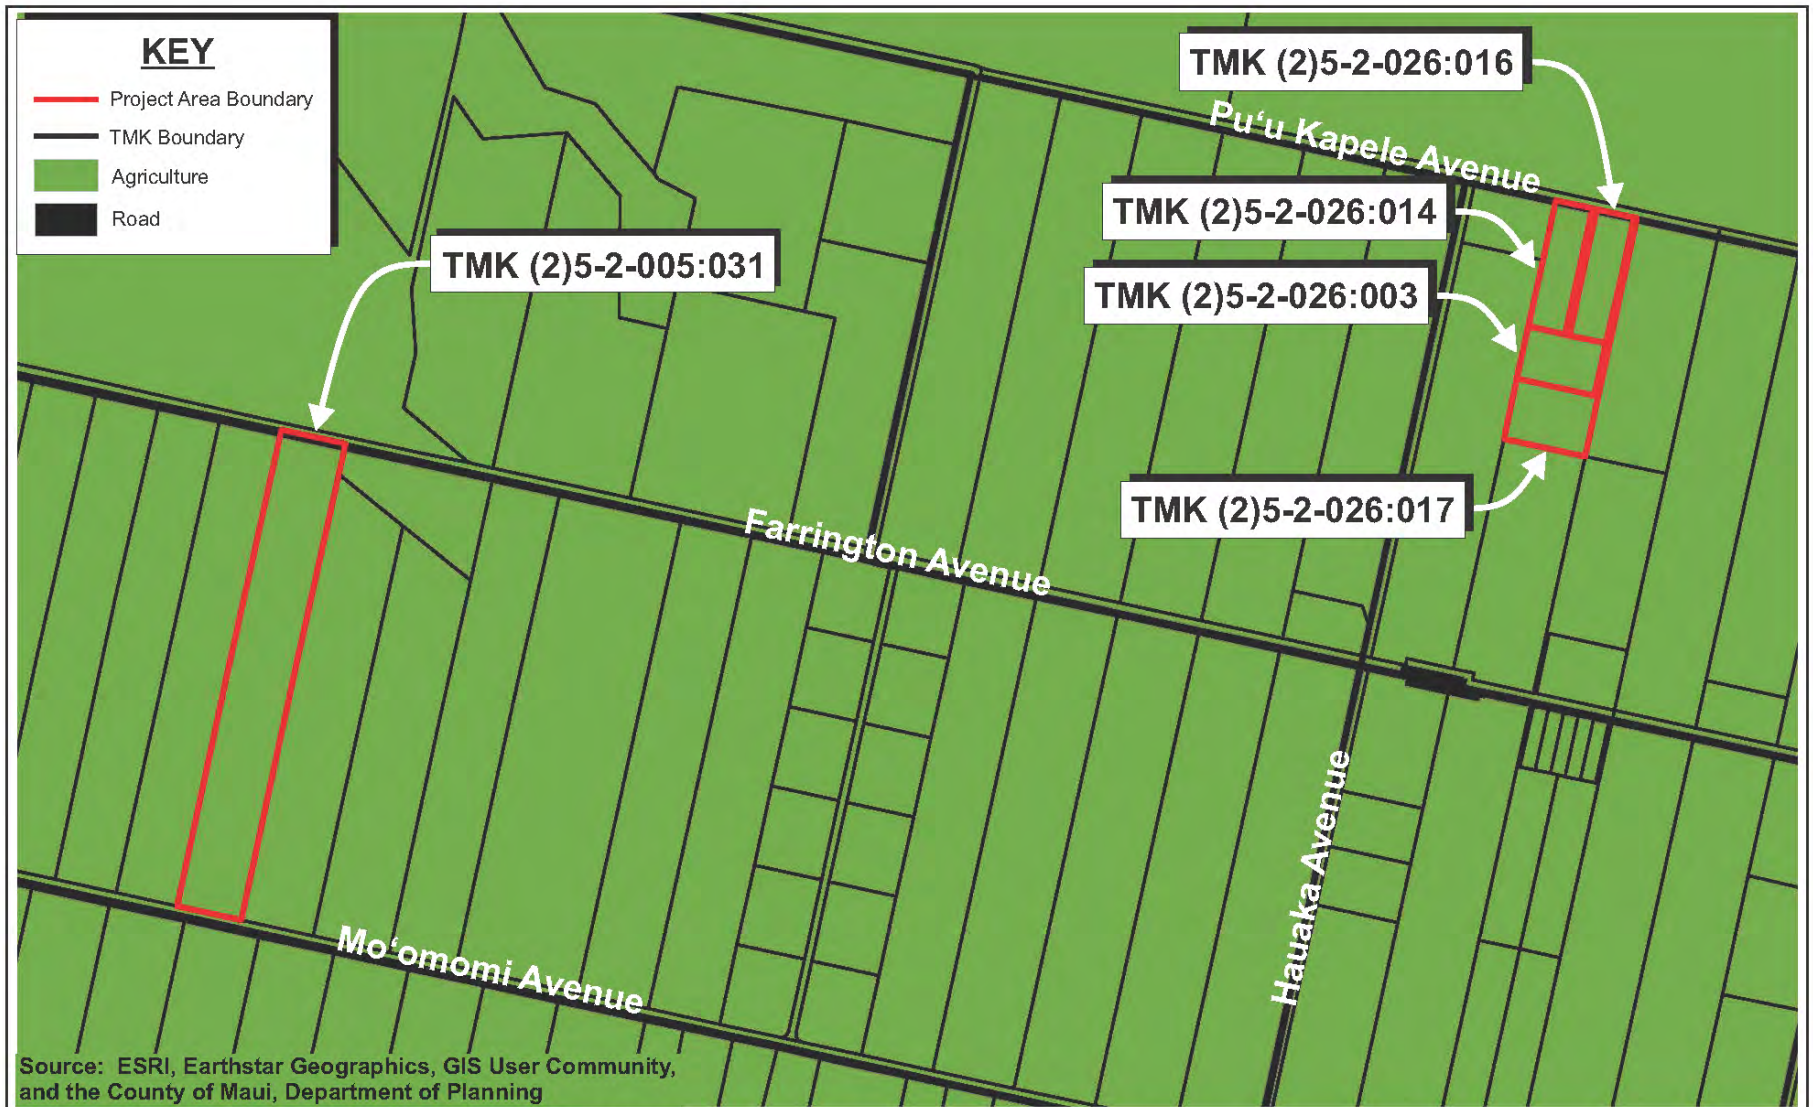 KEY
Project Area Boundary
TMK Boundary
Agriculture
Road
TMK (2)5-2-026:016
Puʻu Kapele Avenue
TMK (2)5-2-026:014
TMK (2)5-2-005:031
TMK (2)5-2-026:003
TMK (2)5-2-026:017
Farrington Avenue
Hauaka Avenue
Moʻomomi Avenue
Source:  ESRI, Earthstar Geographics, GIS User Community,
and the County of Maui, Department of Planning